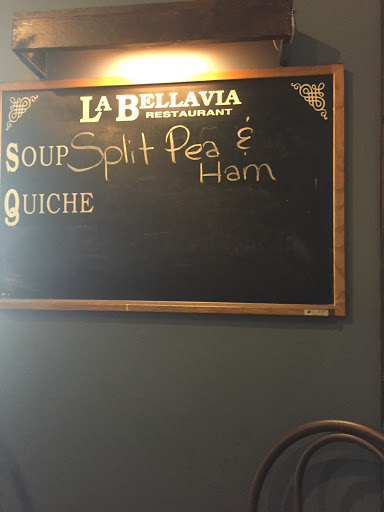 LA BELLAVIA
RESTAURANT
SOUP Split Pea &
Ham
QUICHE